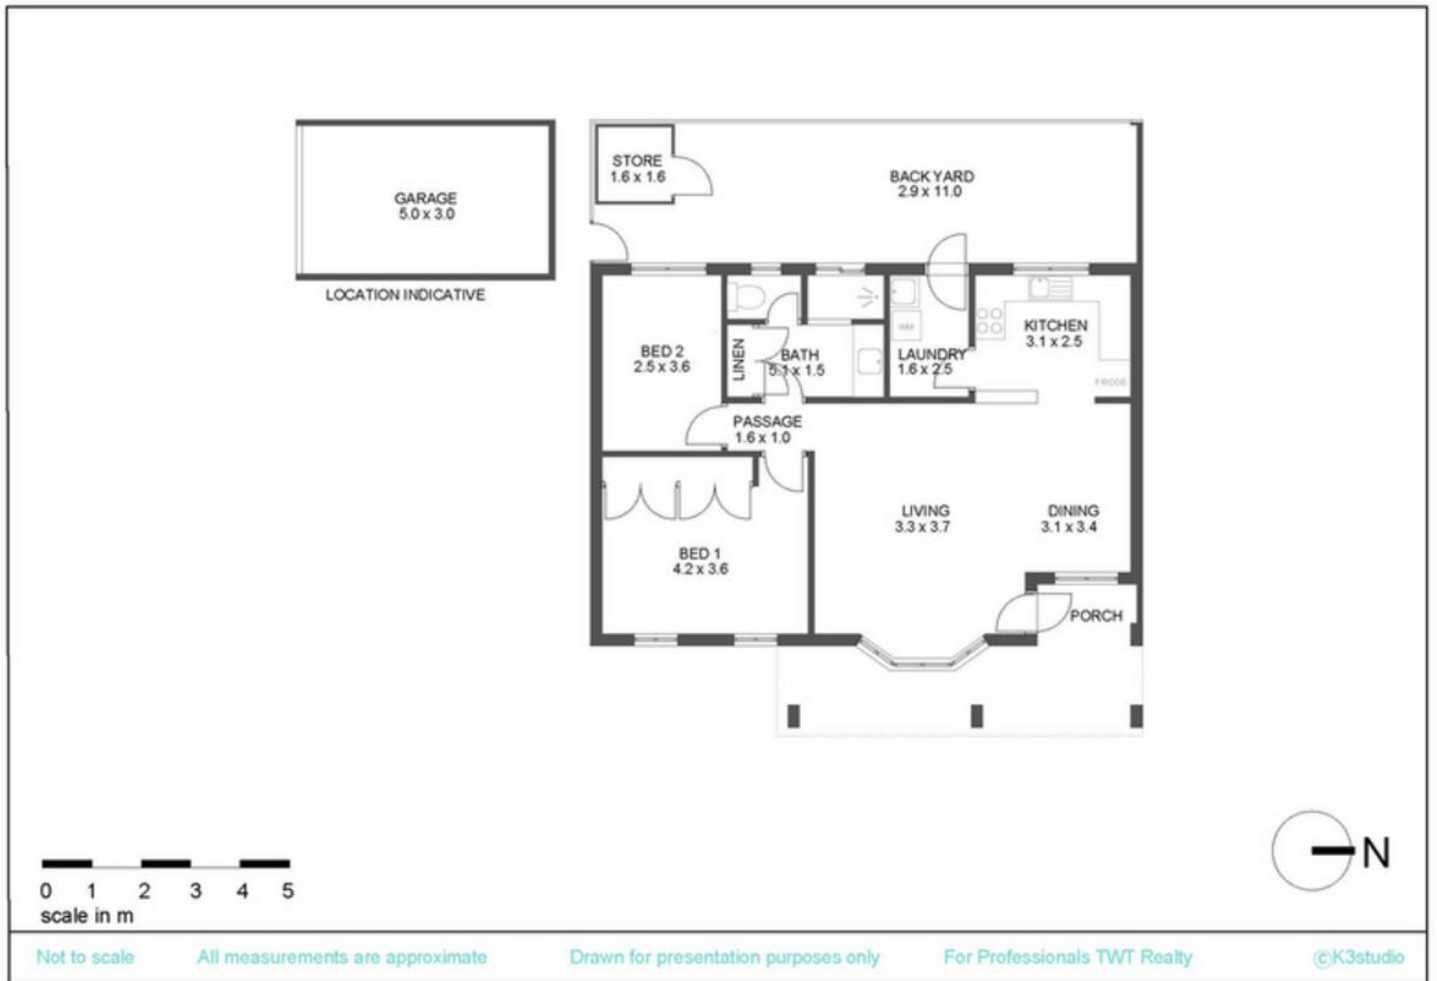 STORE
1.6 x 1.6
BACK YARD
2.9 x 11.0
GARAGE
5.0 x 3.0
LOCATION INDICATIVE
KITCHEN
3.1 x 2.5
WM
BED 2
2.5 x 3.6
LINEN
BATH
5.1 x 1.5
LAUNDRY
1.6 x 2.5
FRIDGE
PASSAGE
1.6 x 1.0
LIVING
3.3 x 3.7
DINING
3.1 x 3.4
BED 1
4.2 x 3.6
PORCH
N
0 1 2 3 4 5
scale in m
Not to scale All measurements are approximate Drawn for presentation purposes only For Professionals TWT Realty ©K3studio